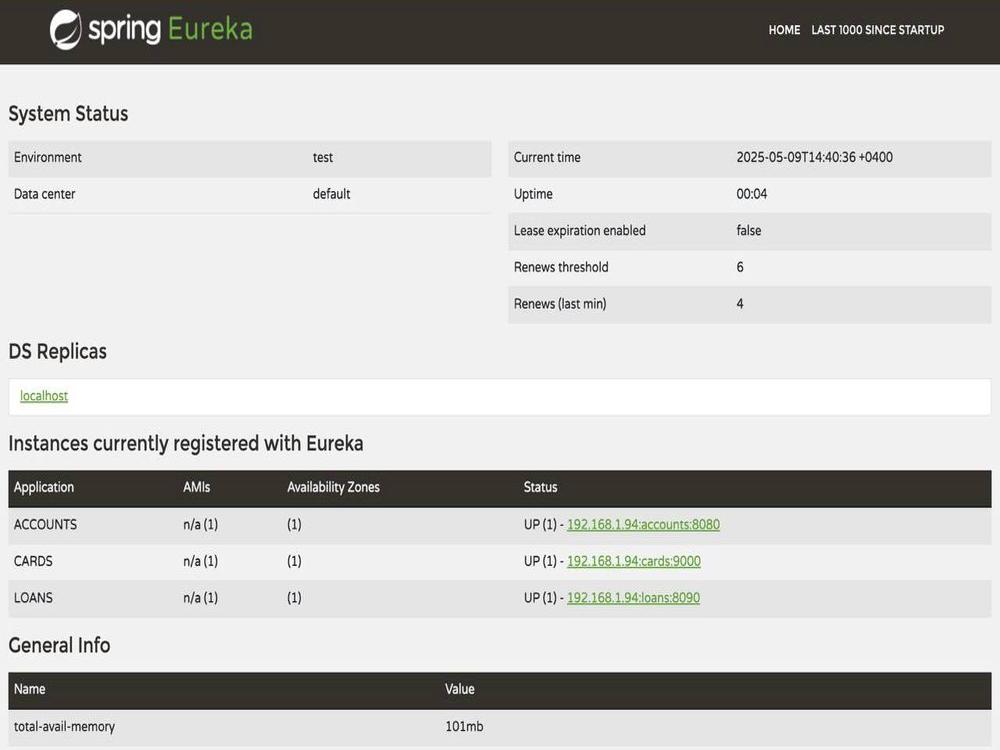 spring Eureka
HOME LAST 1000 SINCE STARTUP
System Status
Environment test
Data center default
Current time 2025-05-09T14:40:36 +0400
Uptime 00:04
Lease expiration enabled false
Renews threshold 6
Renews (last min) 4
DS Replicas
localhost
Instances currently registered with Eureka
Application AMIs Availability Zones Status
ACCOUNTS n/a (1) (1) UP (1) - 192.168.1.94:accounts:8080
CARDS n/a (1) (1) UP (1) - 192.168.1.94:cards:9000
LOANS n/a (1) (1) UP (1) - 192.168.1.94:loans:8090
General Info
Name Value
total-avail-memory 101mb